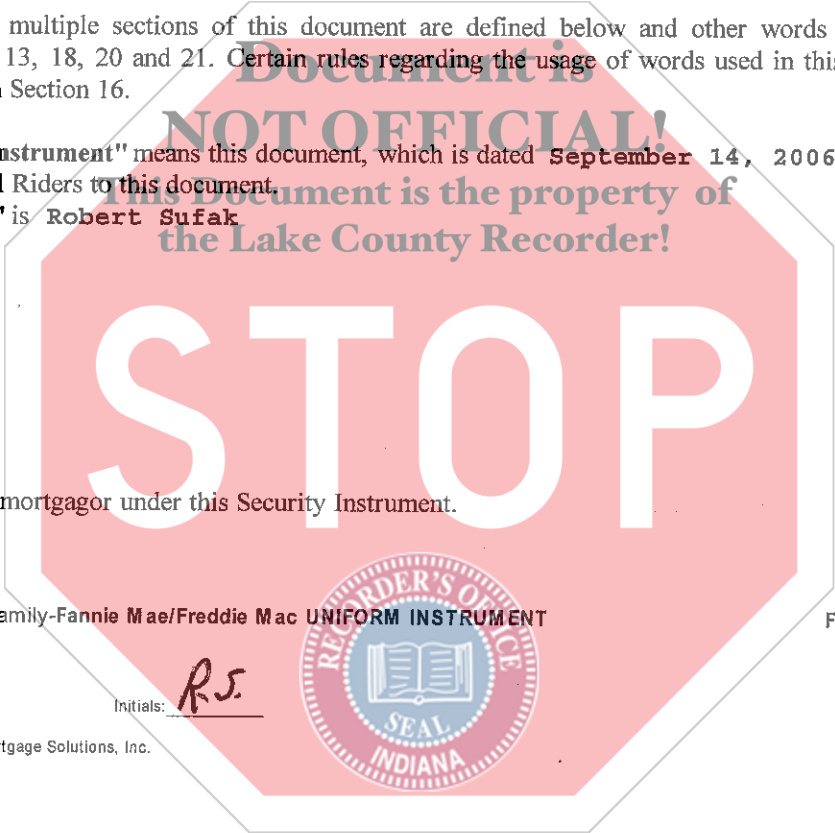 multiple sections of this document are defined below and other words
13, 18, 20 and 21. Certain rules regarding the usage of words used in this
Section 16.
Document is
NOT OFFICIAL!
This Document is the property of
the Lake County Recorder!
nstrument" means this document, which is dated September 14, 2006
Riders to this document.
" is Robert Sufak
STOP
mortgagor under this Security Instrument.
amily-Fannie Mae/Freddie Mac UNIFORM INSTRUMENT F
Initials: R.S.
tgage Solutions, Inc.
RECORDER'S OFFICE
SEAL
INDIANA